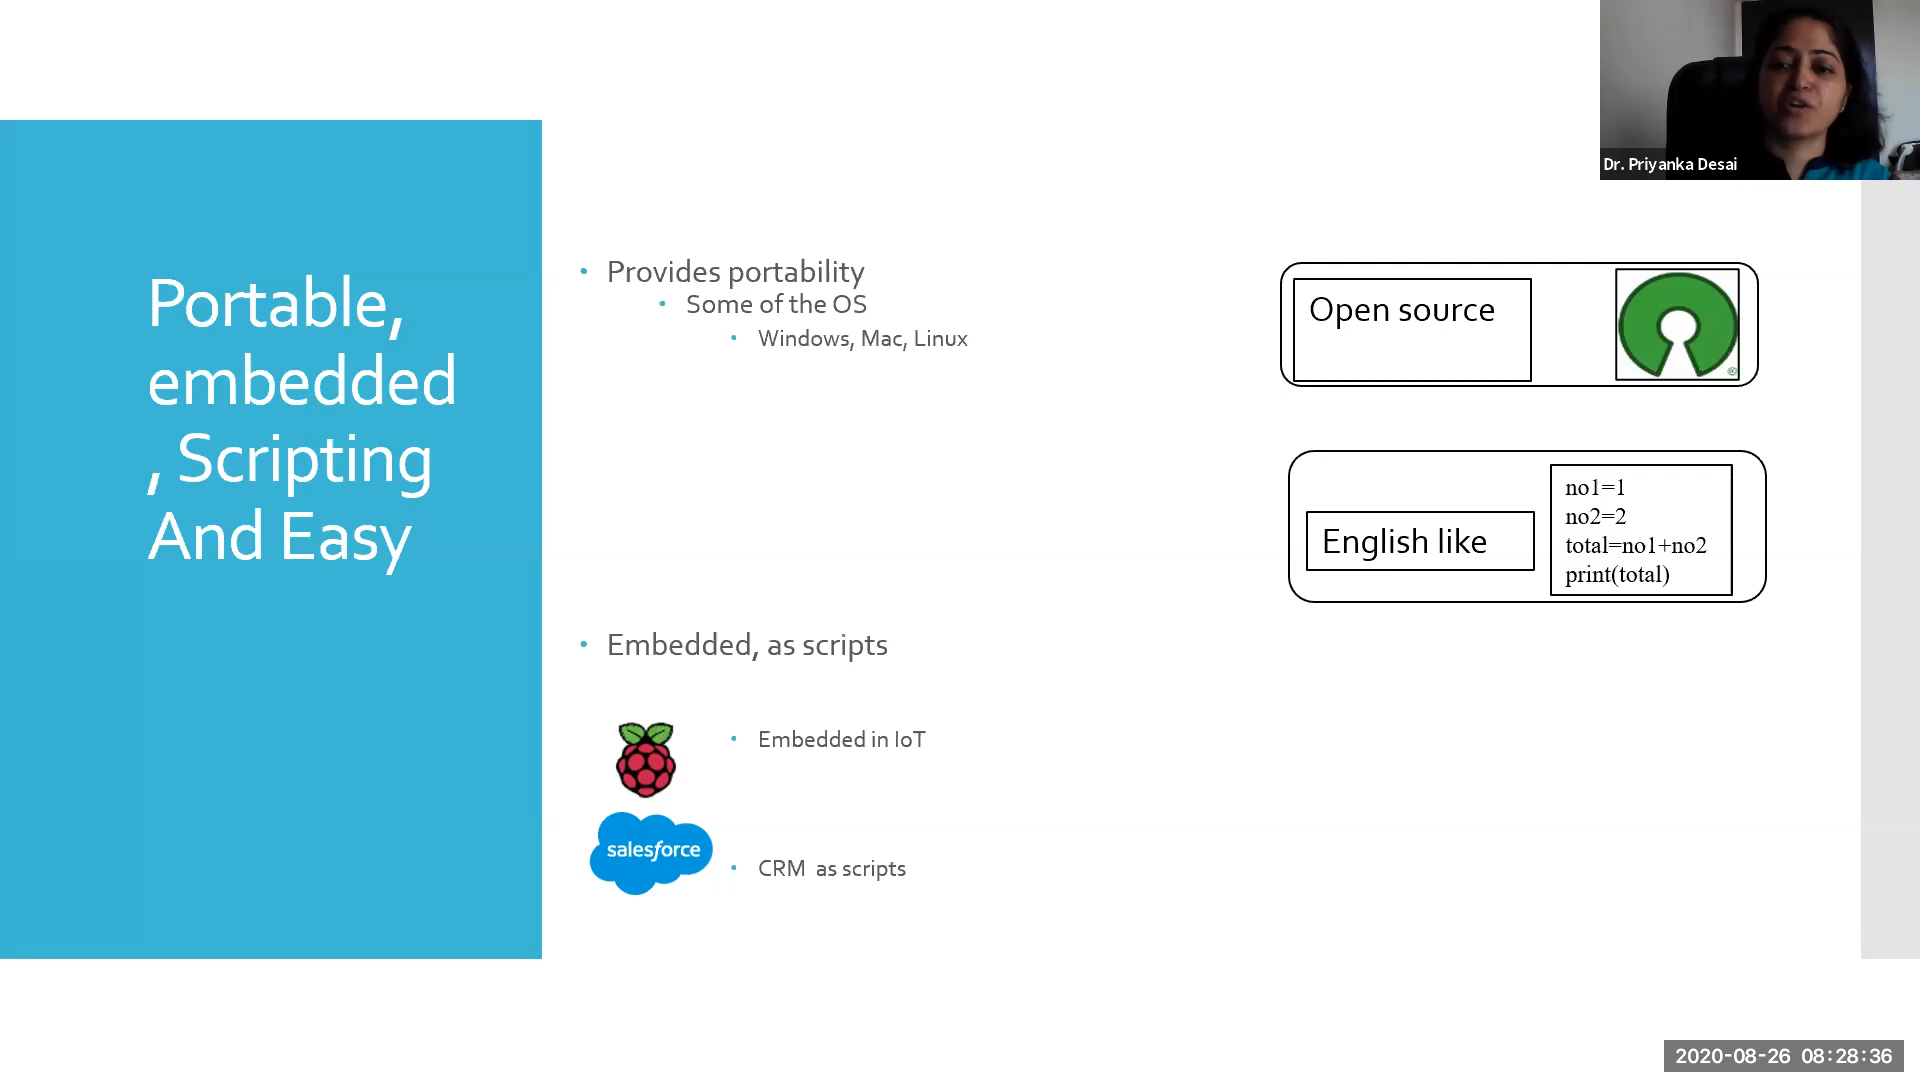 Dr. Priyanka Desai
Portable,
embedded
, Scripting
And Easy
• Provides portability
• Some of the OS
• Windows, Mac, Linux
• Embedded, as scripts
• Embedded in IoT
salesforce
• CRM  as scripts
Open source
®
English like
no1=1
no2=2
total=no1+no2
print(total)
2020-08-26 08:28:36